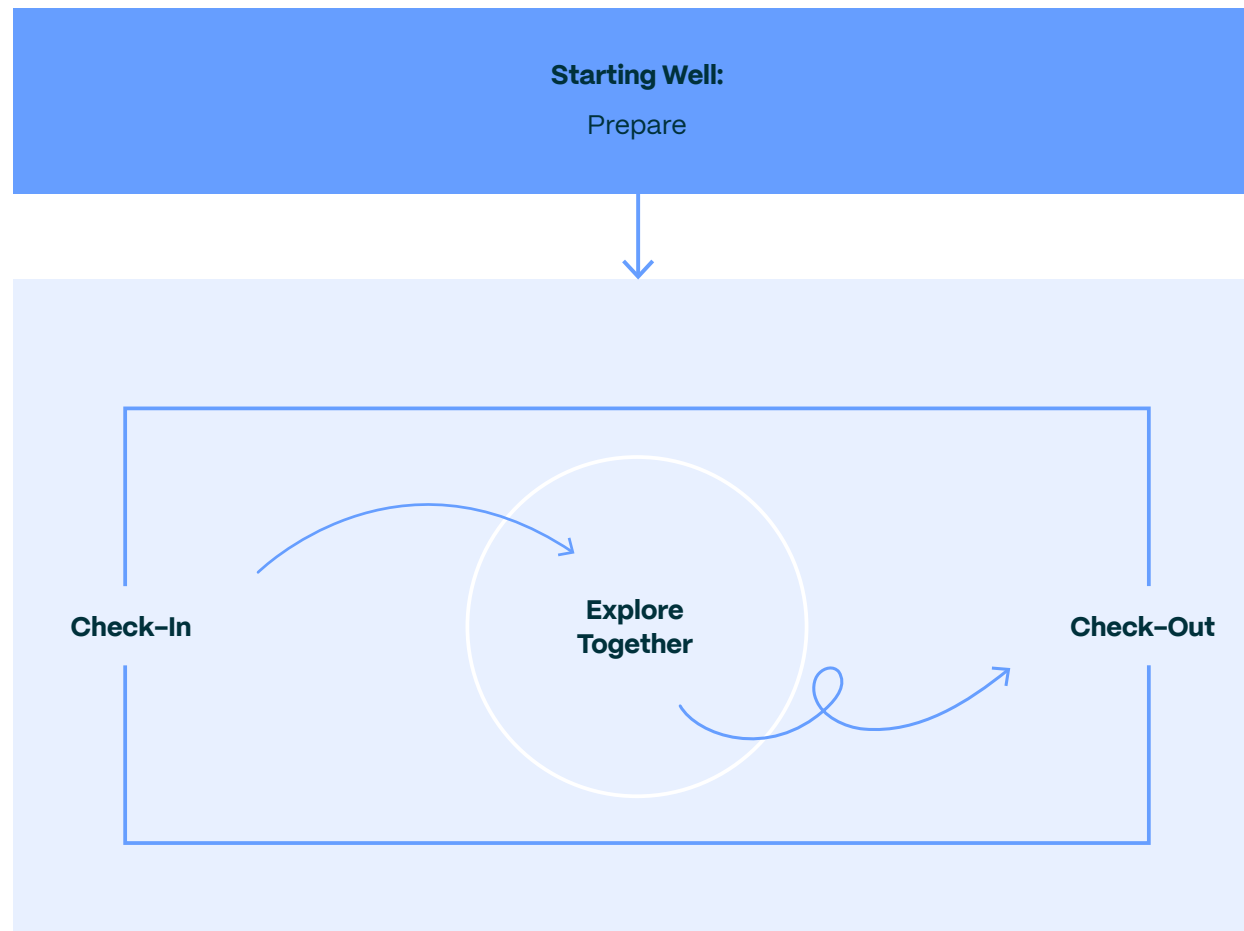 Starting Well:
Prepare
Check–In
Explore
Together
Check–Out